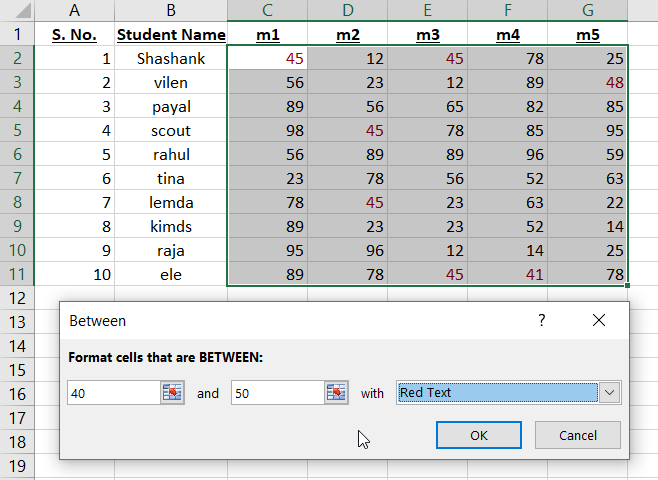 A B C D E F G
1 S. No. Student Name m1 m2 m3 m4 m5
2 1 Shashank 45 12 45 78 25
3 2 vilen 56 23 12 89 48
4 3 payal 89 56 65 82 85
5 4 scout 98 45 78 85 95
6 5 rahul 56 89 89 96 59
7 6 tina 23 78 56 52 63
8 7 lemda 78 45 23 63 22
9 8 kimds 89 23 23 52 14
10 9 raja 95 96 12 14 25
11 10 ele 89 78 45 41 78
12
13
14
15
16
17
18
19
Between ?
Format cells that are BETWEEN:
40 and 50 with Red Text
OK Cancel